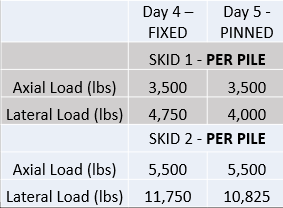 Day 4 – Day 5 -
FIXED PINNED
SKID 1 - PER PILE
Axial Load (lbs) 3,500 3,500
Lateral Load (lbs) 4,750 4,000
SKID 2 - PER PILE
Axial Load (lbs) 5,500 5,500
Lateral Load (lbs) 11,750 10,825